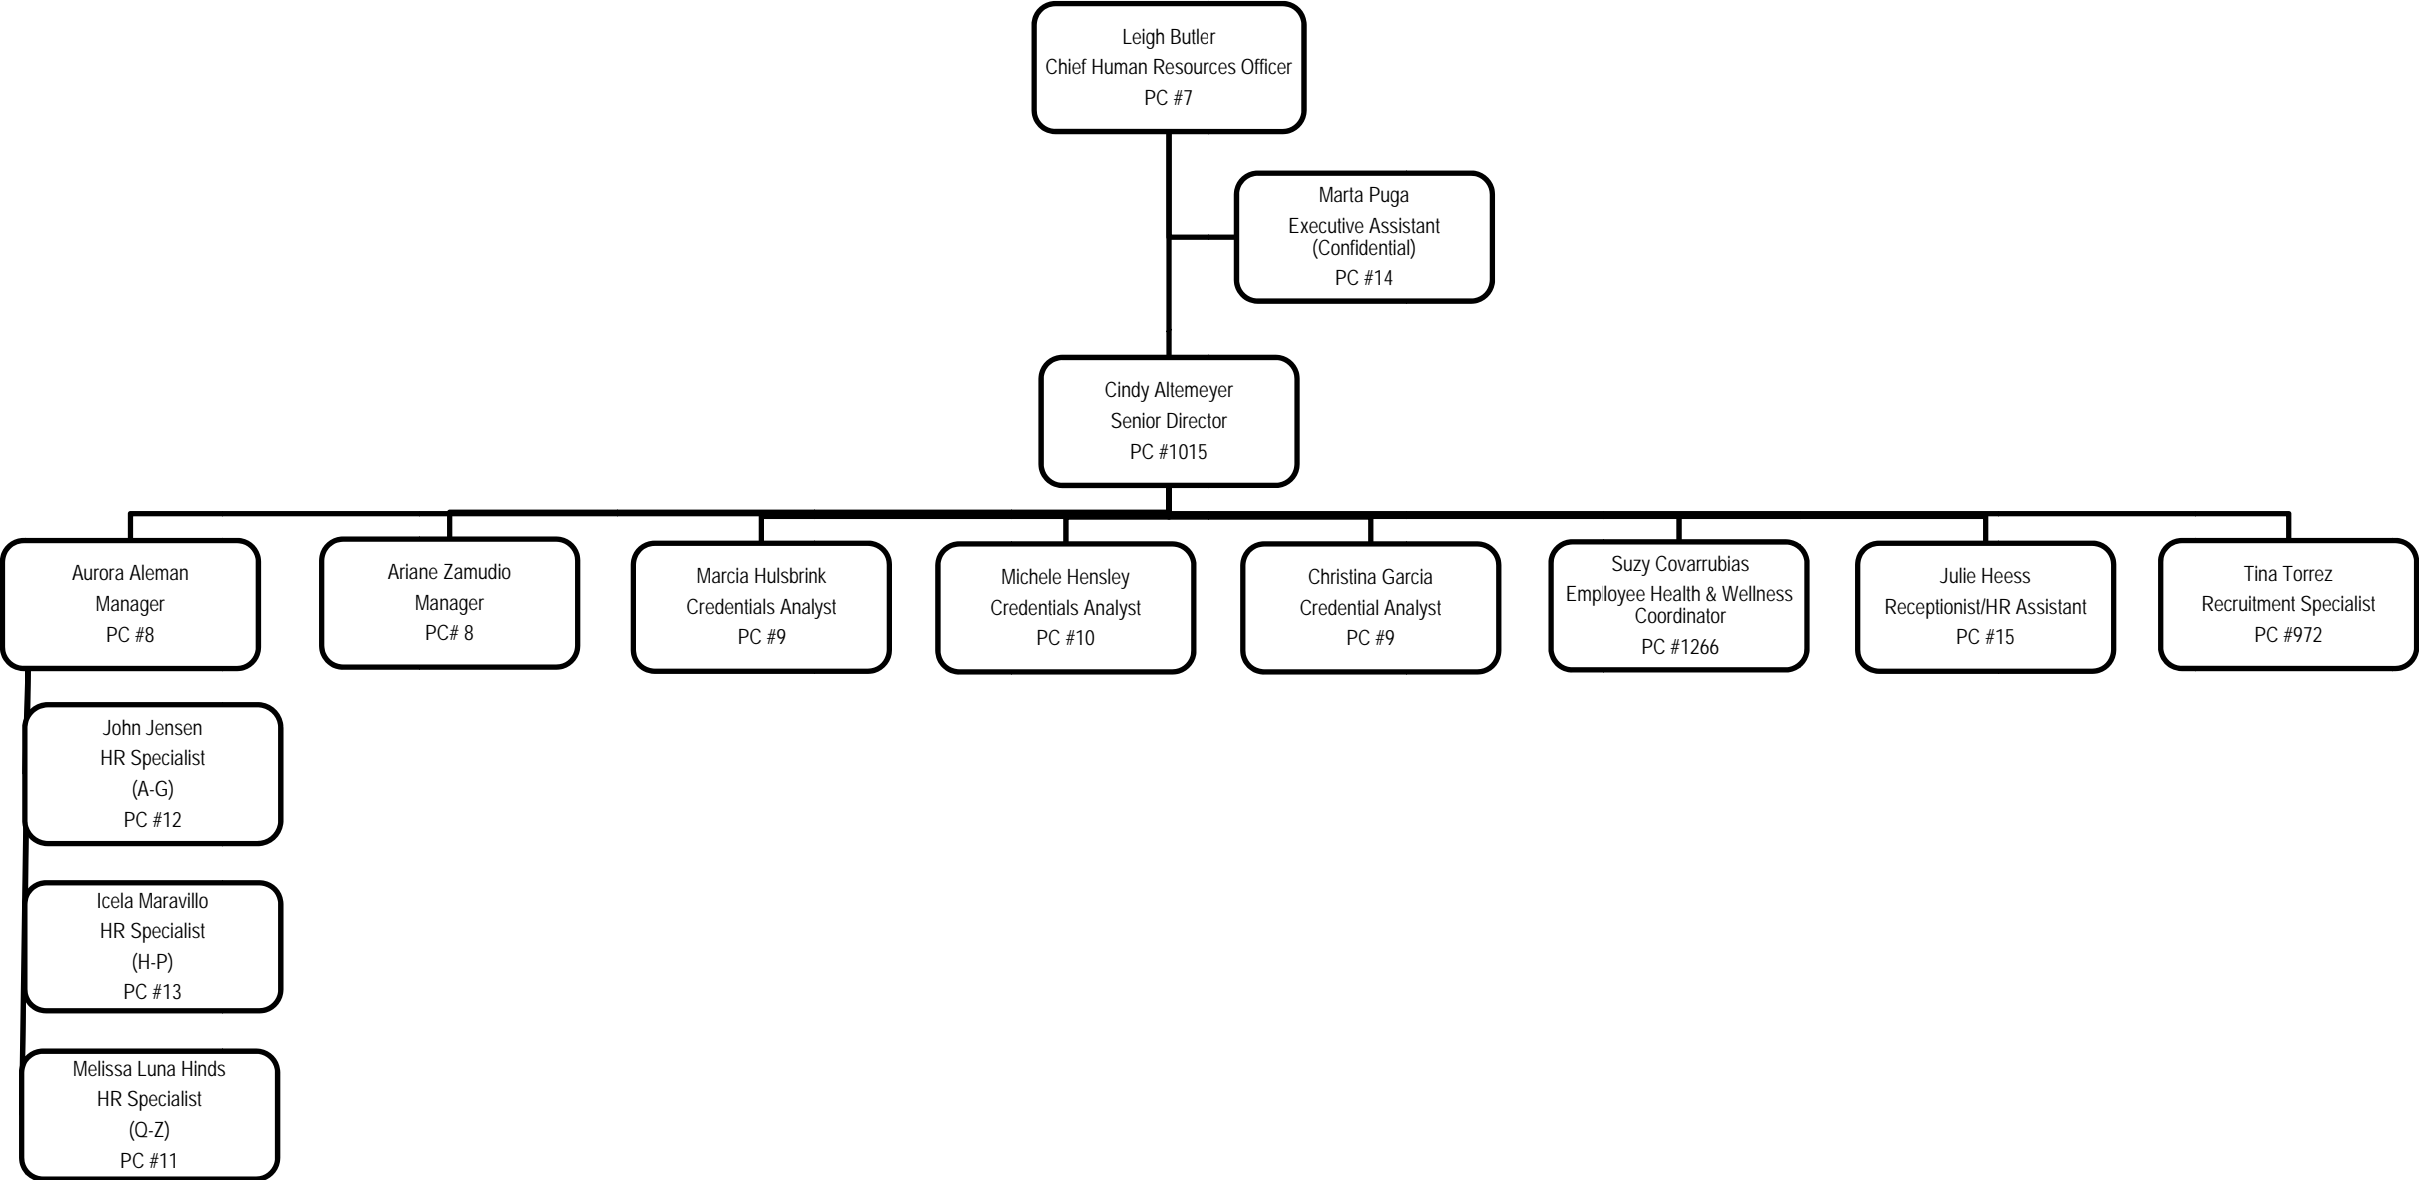 Leigh Butler
Chief Human Resources Officer
PC #7
Marta Puga
Executive Assistant
(Confidential)
PC #14
Cindy Altemeyer
Senior Director
PC #1015
Aurora Aleman
Manager
PC #8
Ariane Zamudio
Manager
PC# 8
Marcia Hulsbrink
Credentials Analyst
PC #9
Michele Hensley
Credentials Analyst
PC #10
Christina Garcia
Credential Analyst
PC #9
Suzy Covarrubias
Employee Health & Wellness
Coordinator
PC #1266
Julie Heess
Receptionist/HR Assistant
PC #15
Tina Torrez
Recruitment Specialist
PC #972
John Jensen
HR Specialist
(A-G)
PC #12
Icela Maravillo
HR Specialist
(H-P)
PC #13
Melissa Luna Hinds
HR Specialist
(Q-Z)
PC #11